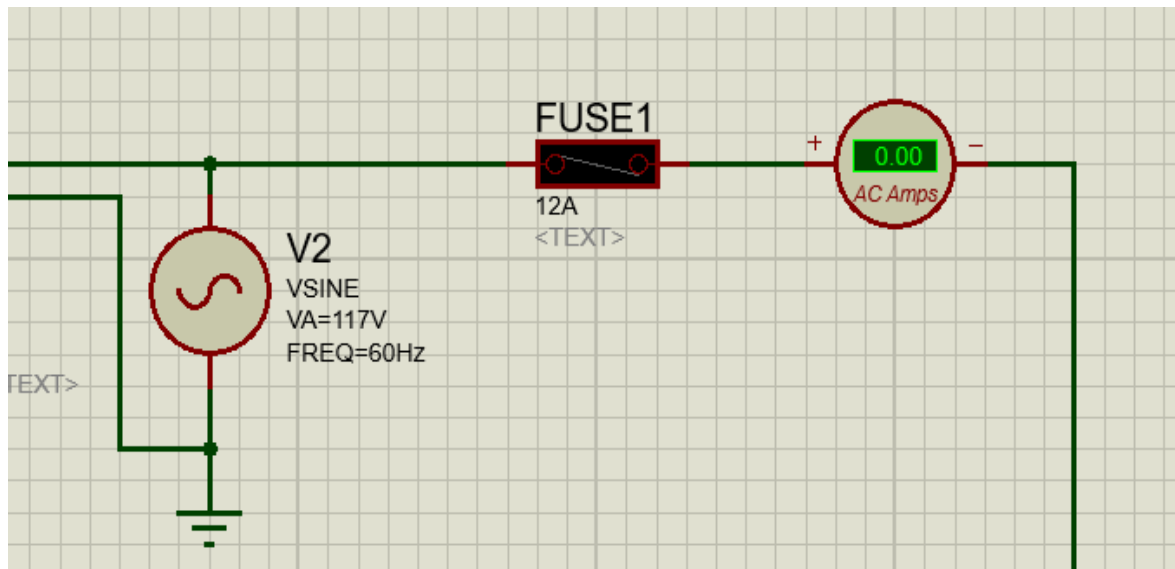 FUSE1
12A
<TEXT>
+
0.00
−
AC Amps
V2
VSINE
VA=117V
FREQ=60Hz
TEXT>